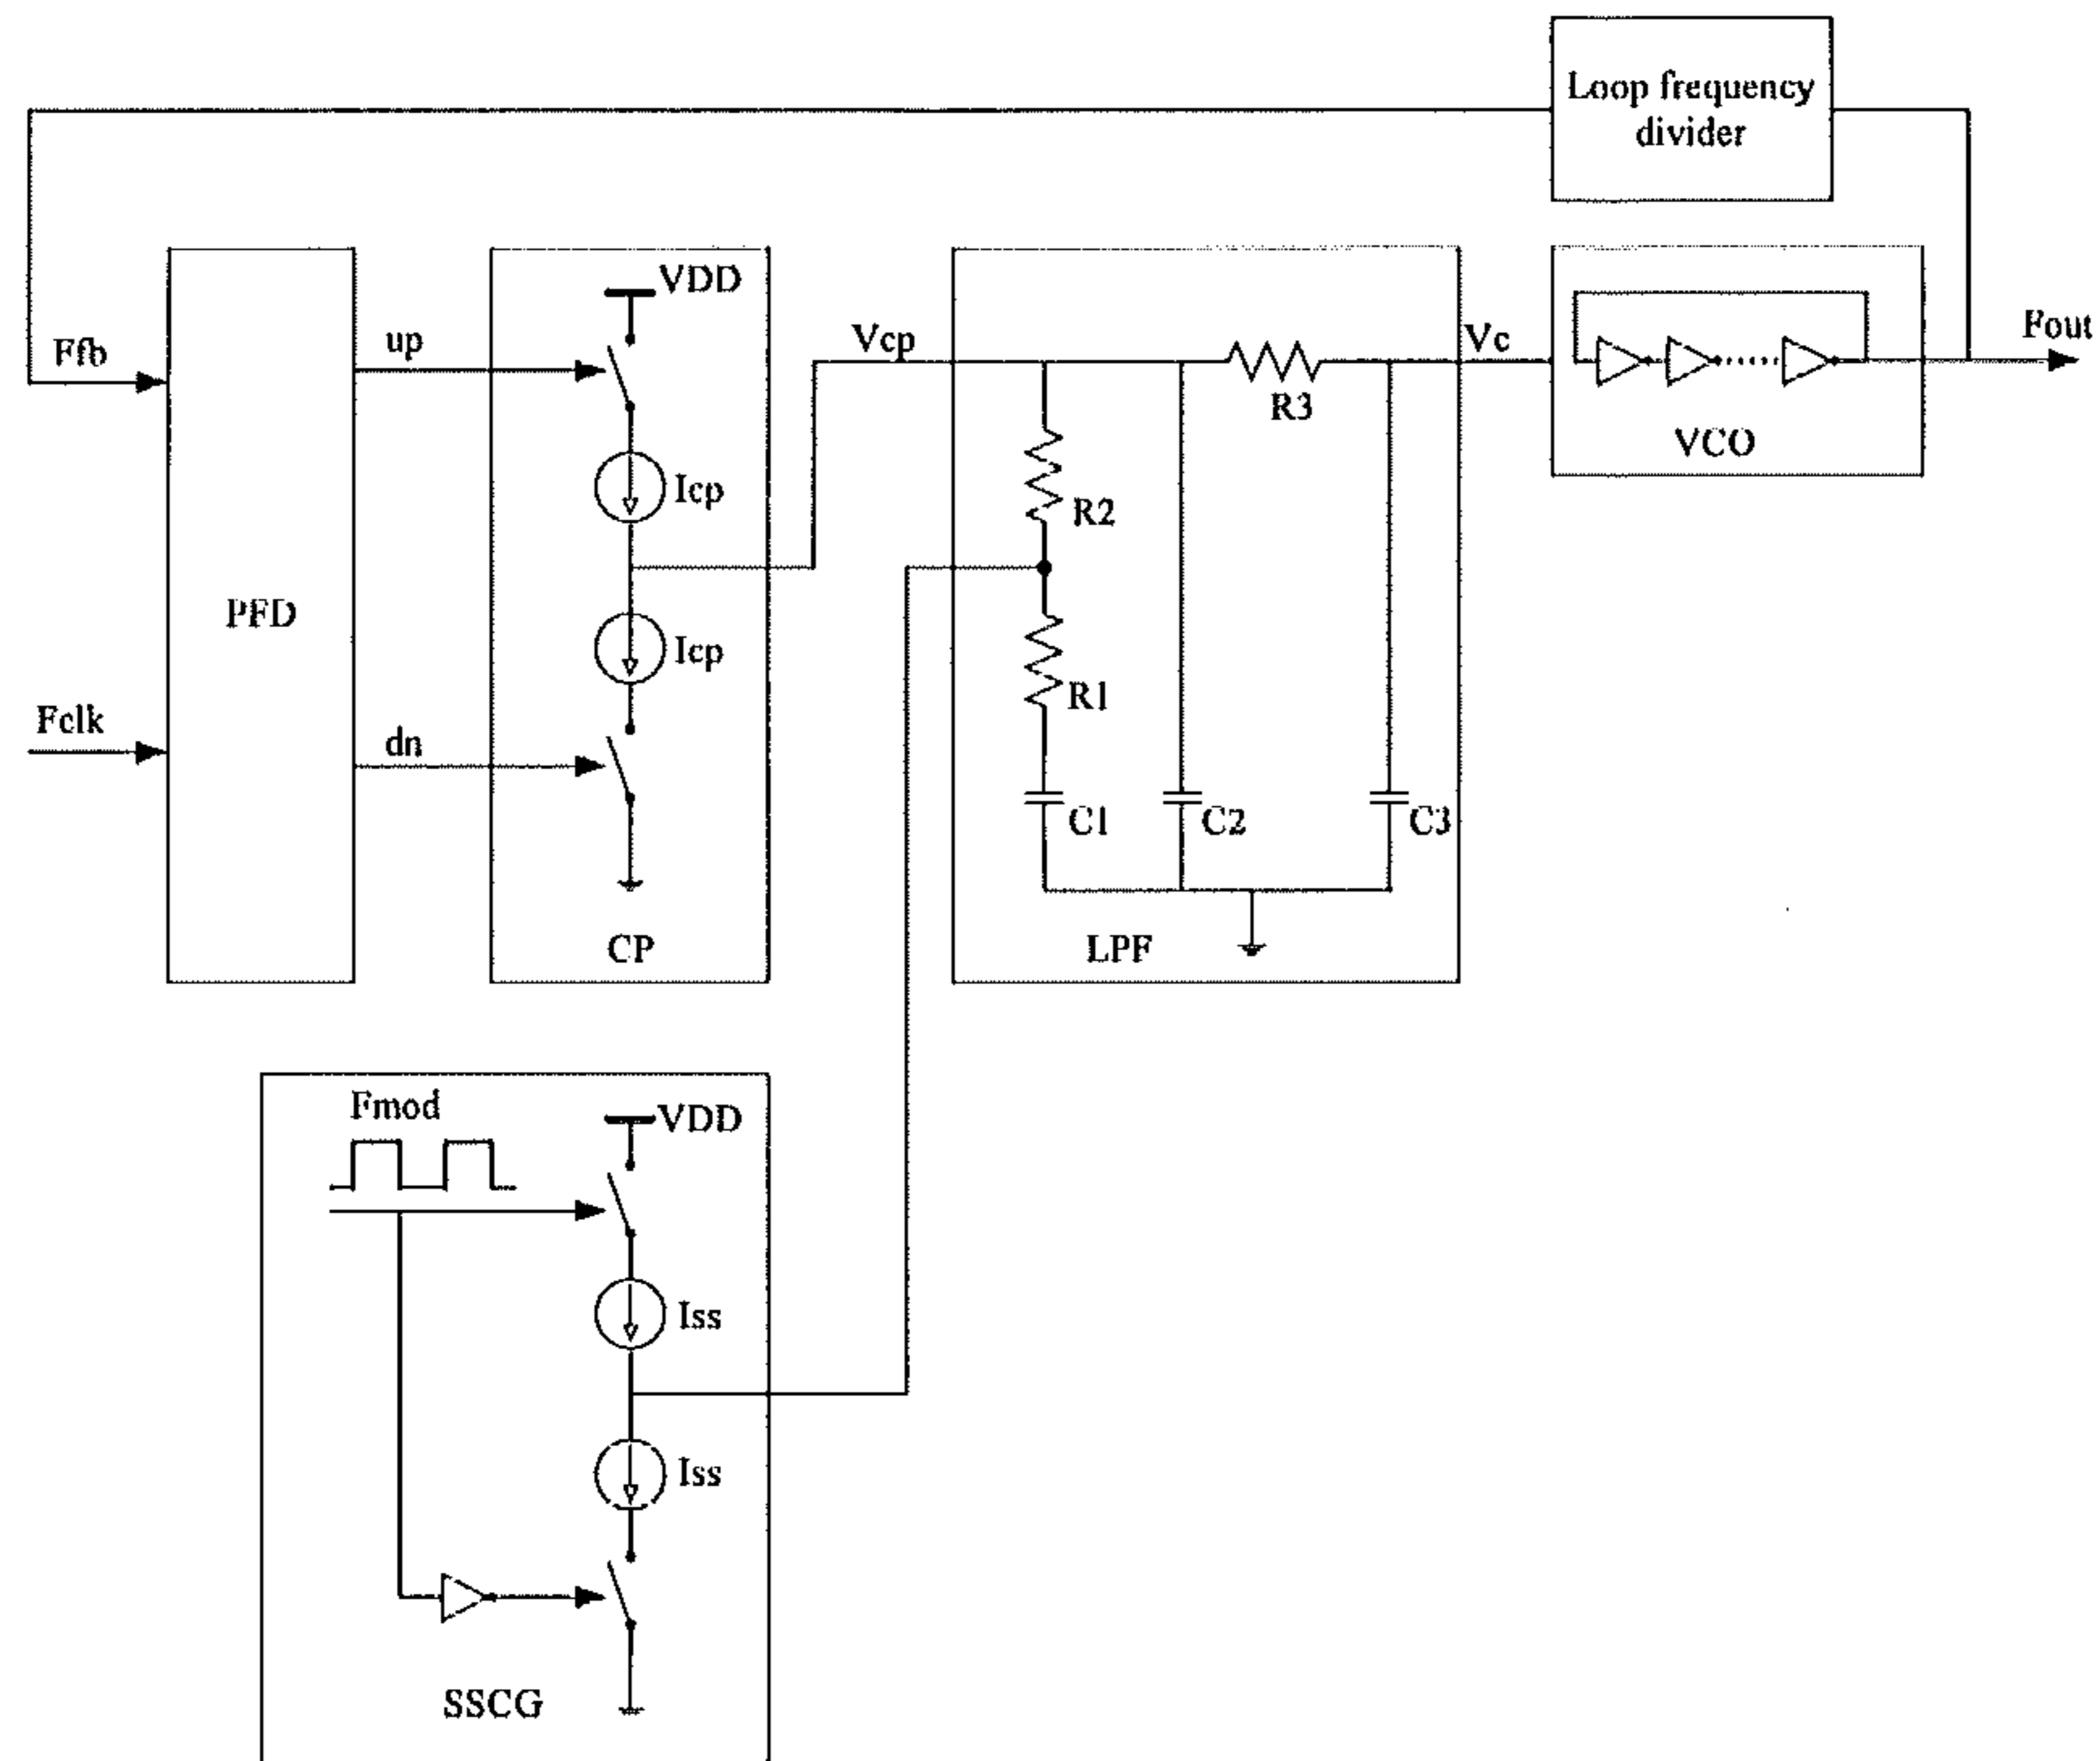 Loop frequency
divider
VDD
Ffb
up
Vcp
Vc
Fout
R3
VCO
Icp
R2
PFD
Icp
R1
Fclk
dn
C1
C2
C3
CP
LPF
Fmod
VDD
Iss
Iss
SSCG